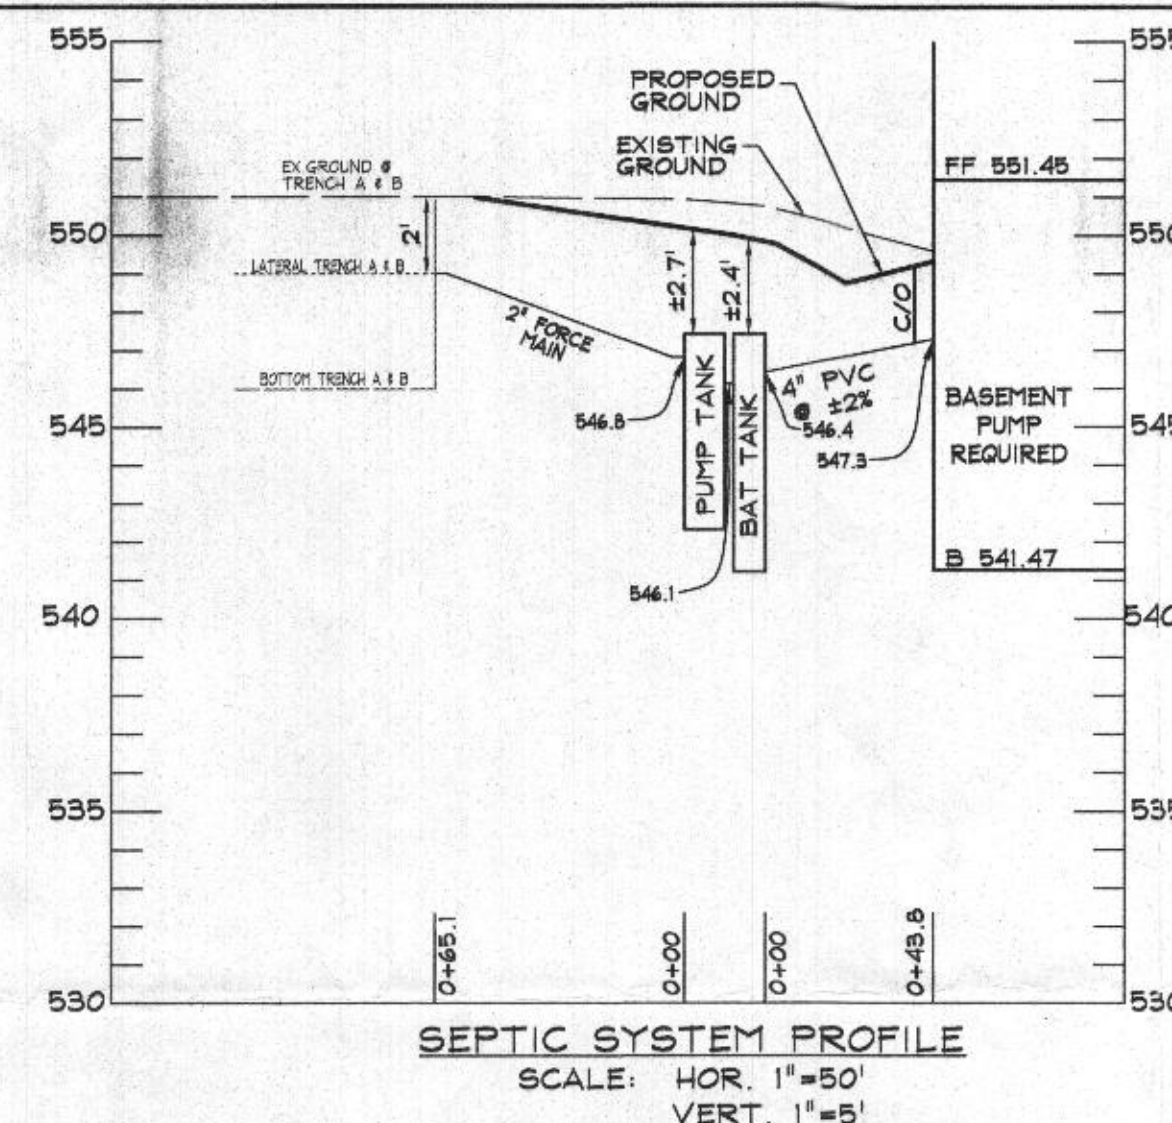 555
550
545
540
535
530
555
550
545
540
535
530
PROPOSED
GROUND
EXISTING
GROUND
EX GROUND @
TRENCH A & B
FF 551.45
2'
LATERAL TRENCH A & B
±2.7'
±2.4'
C/O
2" FORCE
MAIN
BOTTOM TRENCH A & B
4" PVC
@ ±2%
546.8
PUMP TANK
BAT TANK
546.4
547.3
546.1
BASEMENT
PUMP
REQUIRED
B 541.47
0+65.1
0+00
0+00
0+43.8
SEPTIC SYSTEM PROFILE
SCALE: HOR. 1"=50'
VERT. 1"=5'